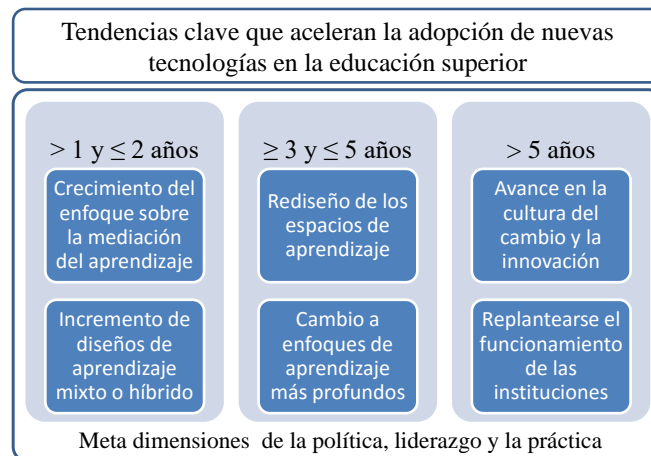 Tendencias clave que aceleran la adopción de nuevas
tecnologías en la educación superior
> 1 y ≤ 2 años
Crecimiento del
enfoque sobre
la mediación
del aprendizaje
Incremento de
diseños de
aprendizaje
mixto o híbrido
≥ 3 y ≤ 5 años
Rediseño de los
espacios de
aprendizaje
Cambio a
enfoques de
aprendizaje
más profundos
> 5 años
Avance en la
cultura del
cambio y la
innovación
Replantearse el
funcionamiento
de las
instituciones
Meta dimensiones de la política, liderazgo y la práctica